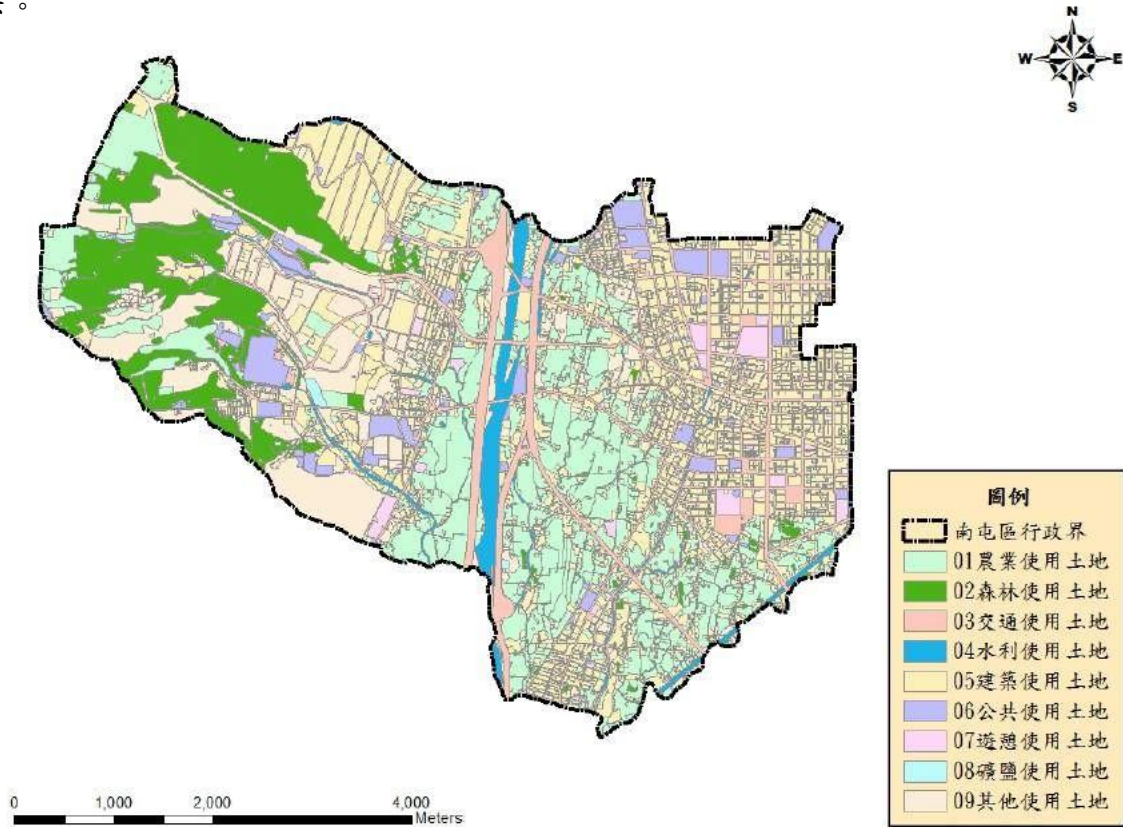 。
N
W E
S
圖例
南屯區行政界
01農業使用土地
02森林使用土地
03交通使用土地
04水利使用土地
05建築使用土地
06公共使用土地
07遊憩使用土地
08礦鹽使用土地
09其他使用土地
0 1,000 2,000 4,000
Meters